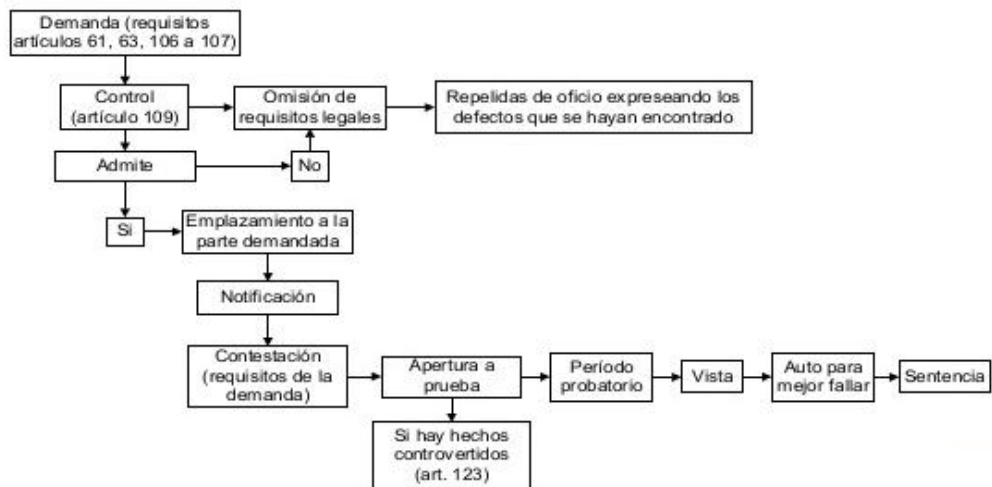 Demanda (requisitos
artículos 61, 63, 106 a 107)
Control
(artículo 109)
Omisión de
requisitos legales
Repelidas de oficio expreseando los
defectos que se hayan encontrado
Admite
No
Si
Emplazamiento a la
parte demandada
Notificación
Contestación
(requisitos de la
demanda)
Apertura a
prueba
Período
probatorio
Vista
Auto para
mejor fallar
Sentencia
Si hay hechos
controvertidos
(art. 123)